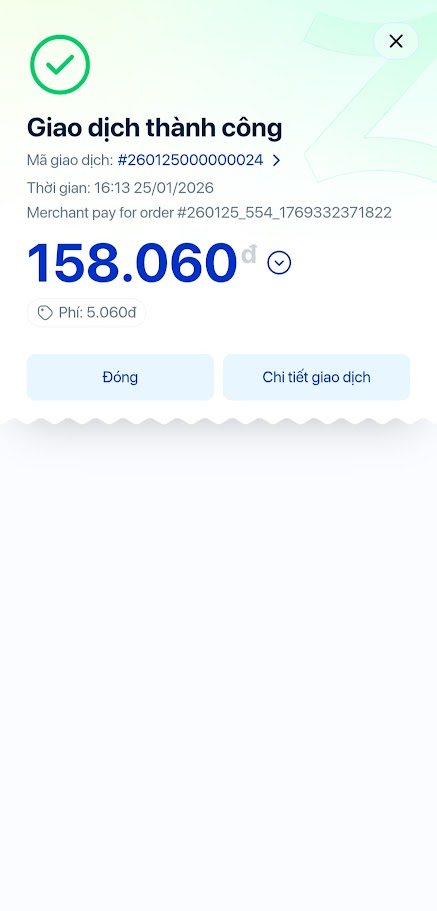 Giao dịch thành công
Mã giao dịch: #260125000000024
Thời gian: 16:13 25/01/2026
Merchant pay for order #260125_554_1769332371822
158.060đ
Phí: 5.060đ
Đóng
Chi tiết giao dịch